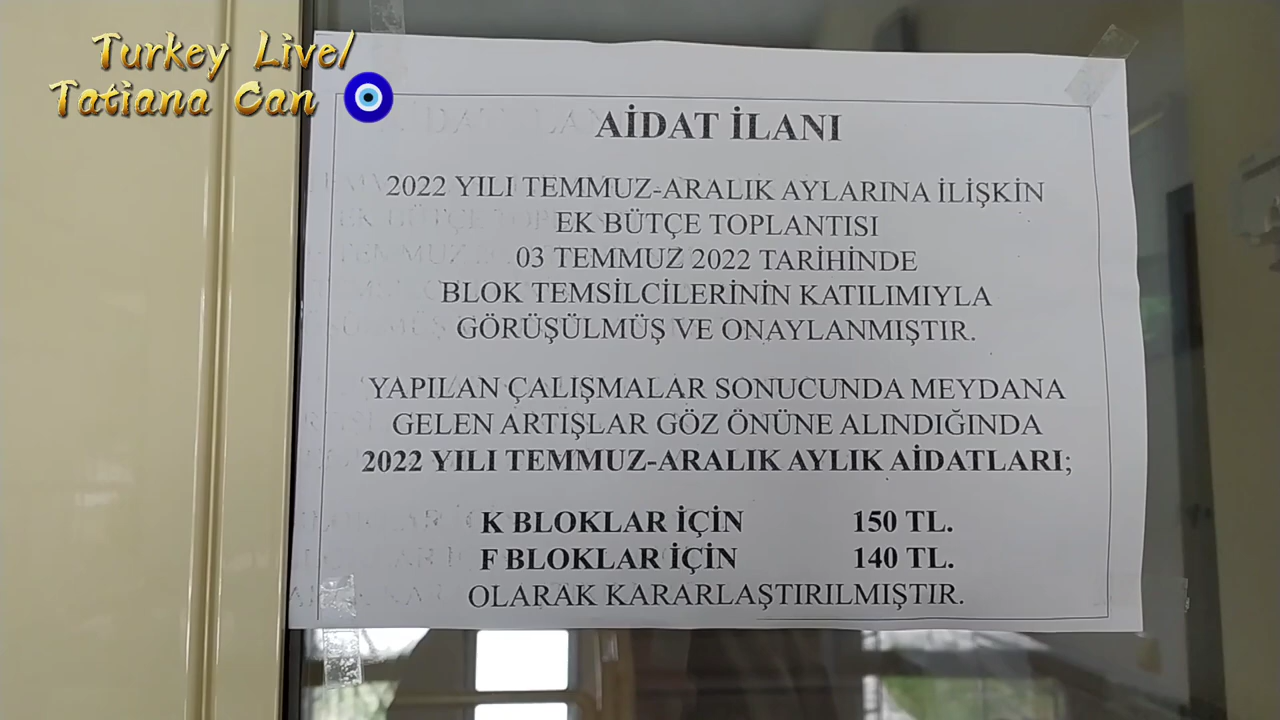 Turkey Live/
Tatiana Can
AİDAT İLANI
2022 YILI TEMMUZ-ARALIK AYLARINA İLİŞKİN
EK BÜTÇE TOPLANTISI
03 TEMMUZ 2022 TARİHİNDE
BLOK TEMSİLCİLERİNİN KATILIMIYLA
GÖRÜŞÜLMÜŞ VE ONAYLANMIŞTIR.
YAPILAN ÇALIŞMALAR SONUCUNDA MEYDANA
GELEN ARTIŞLAR GÖZ ÖNÜNE ALINDIĞINDA
2022 YILI TEMMUZ-ARALIK AYLIK AİDATLARI;
K BLOKLAR İÇİN 150 TL.
F BLOKLAR İÇİN 140 TL.
OLARAK KARARLAŞTIRILMIŞTIR.